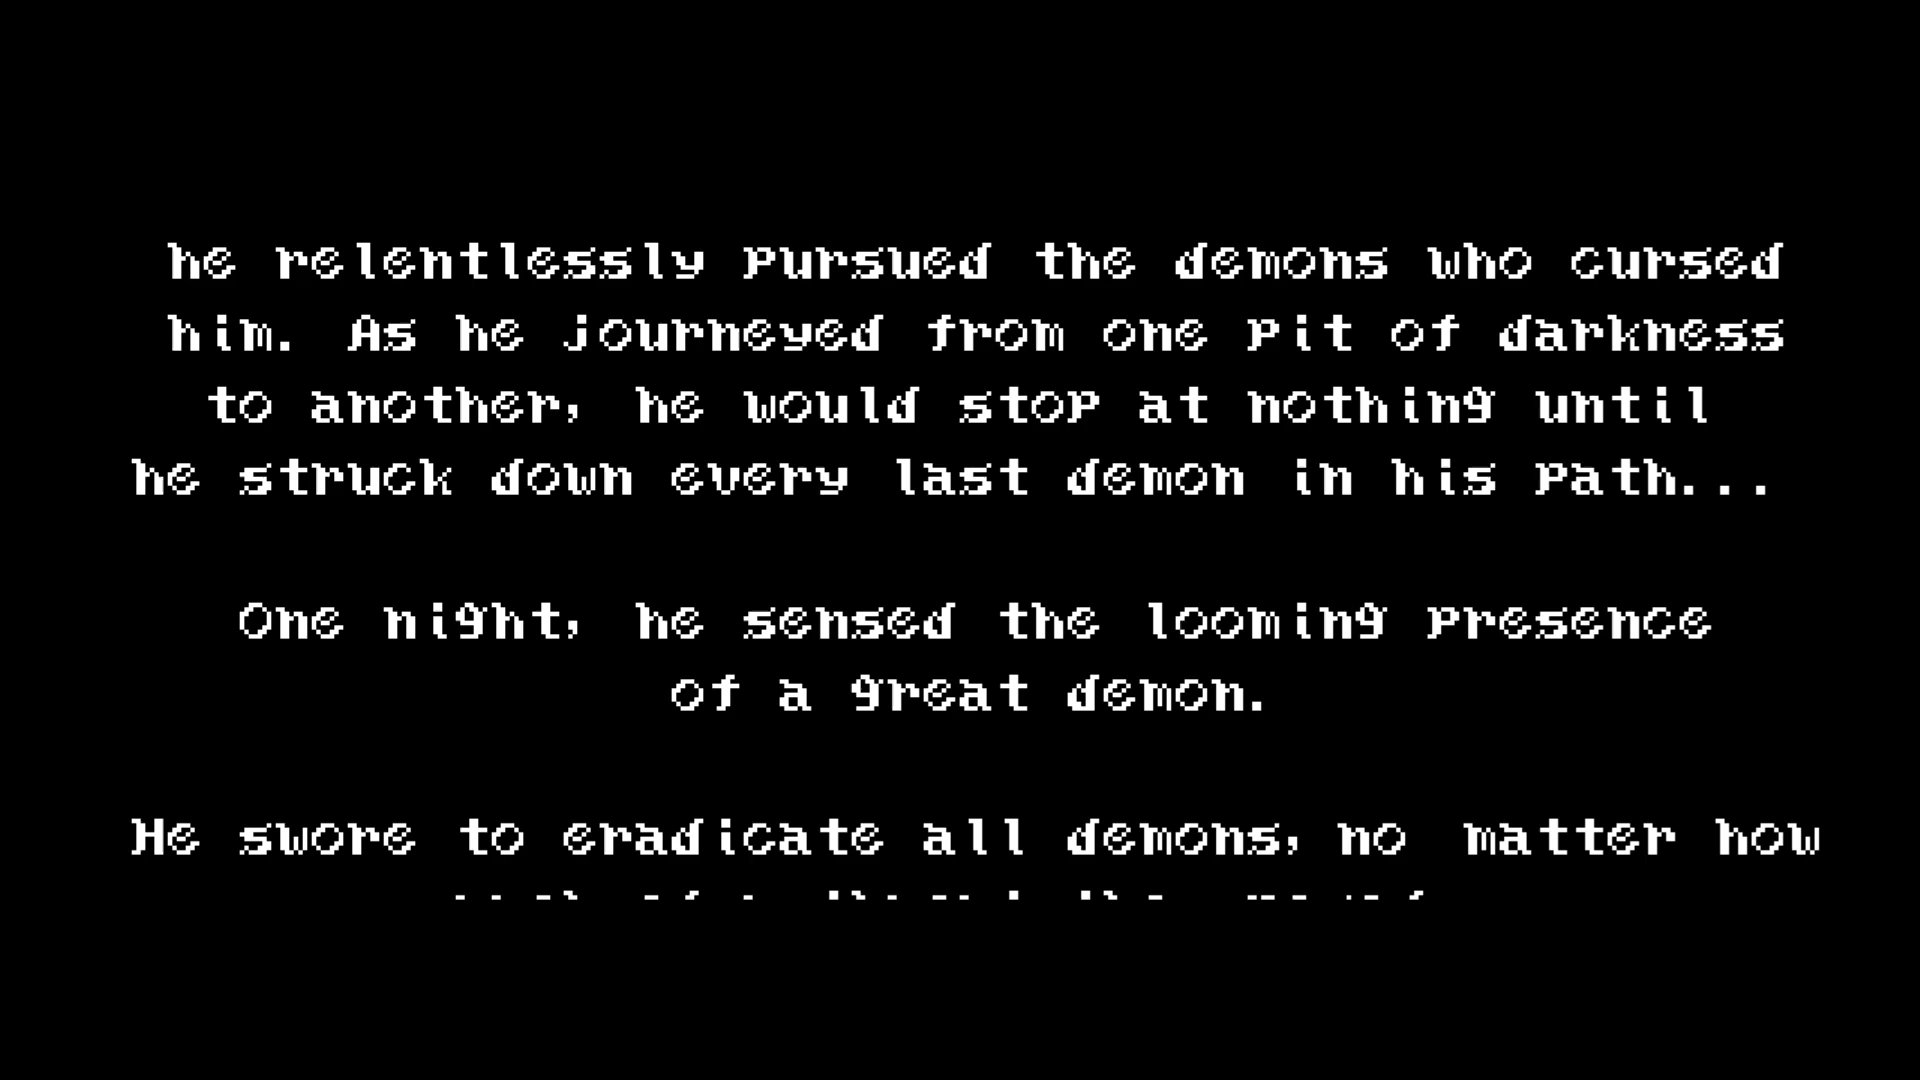 he relentlessly pursued the demons who cursed
him. As he journeyed from one pit of darkness
to another, he would stop at nothing until
he struck down every last demon in his path...
One night, he sensed the looming presence
of a great demon.
He swore to eradicate all demons, no matter how